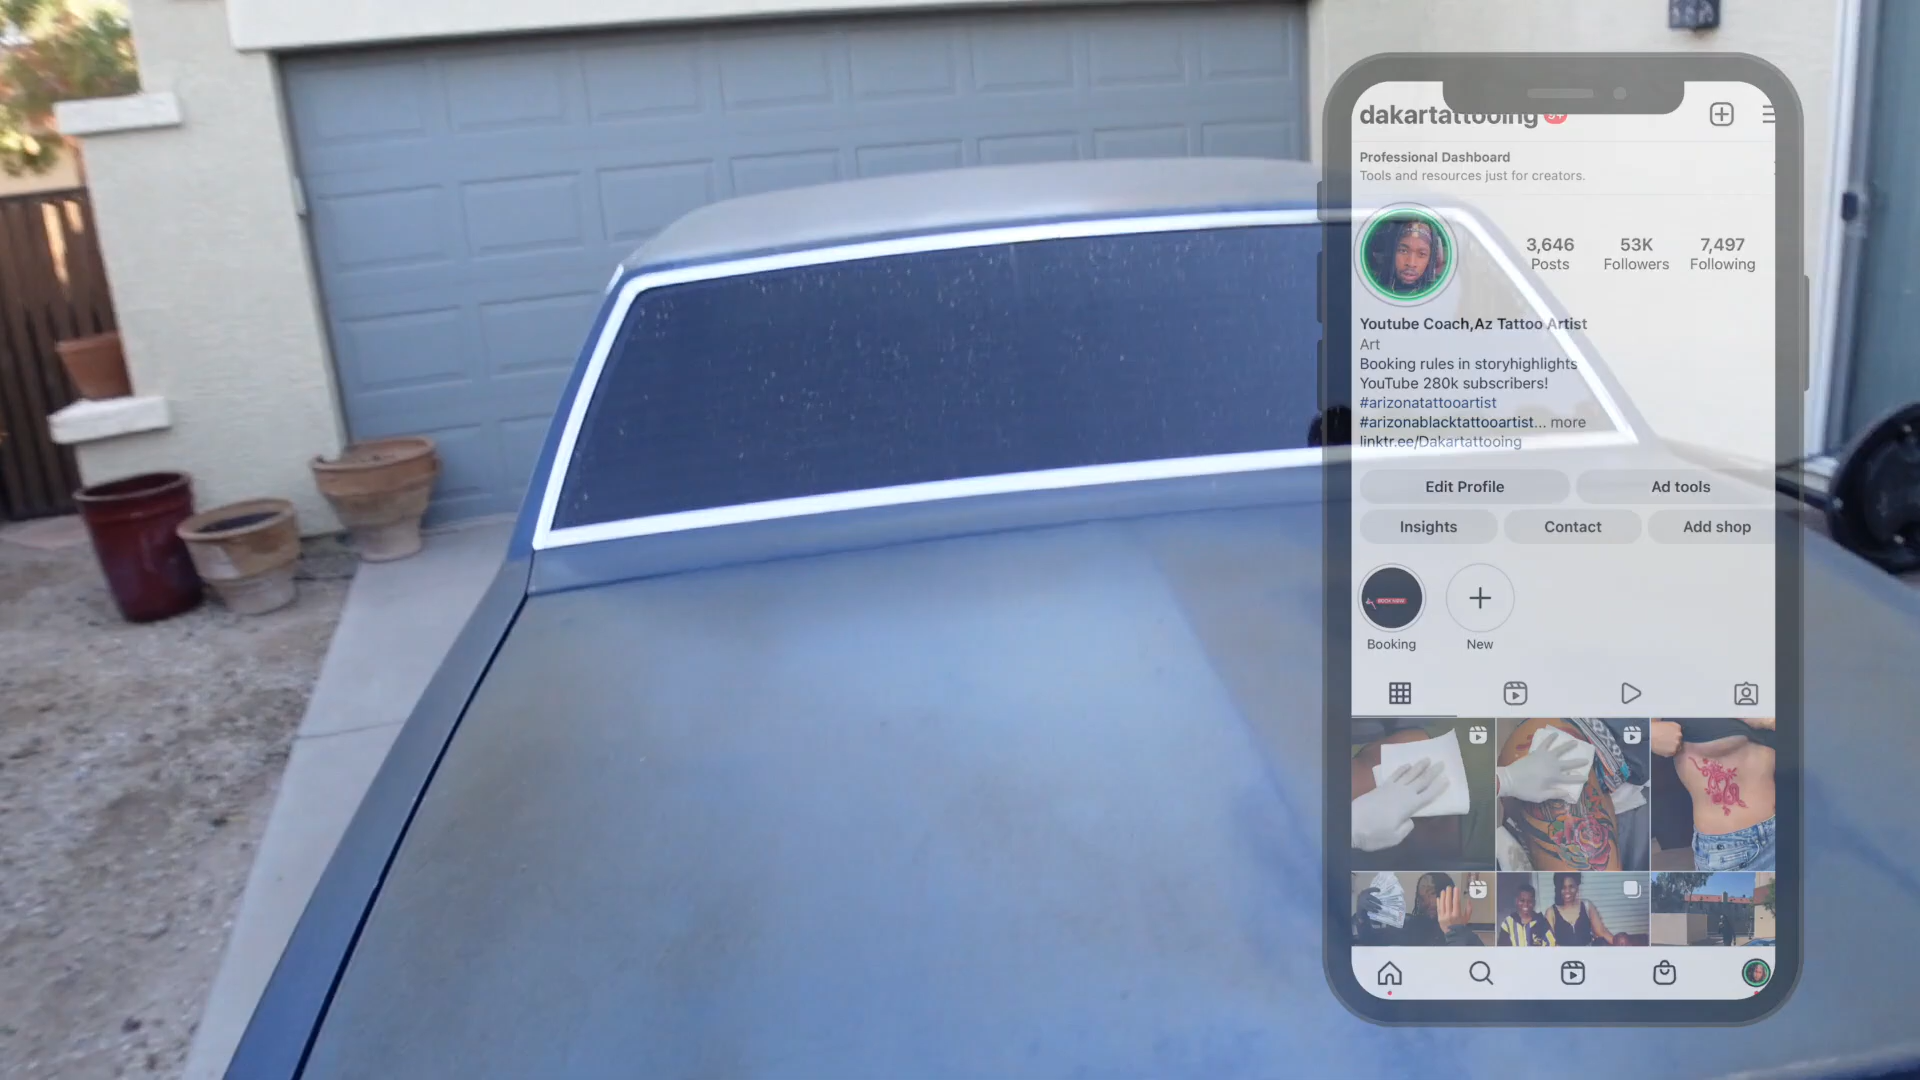 dakartattooing
Professional Dashboard
Tools and resources just for creators.
3,646 53K 7,497
Posts Followers Following
Youtube Coach,Az Tattoo Artist
Art
Booking rules in storyhighlights
YouTube 280k subscribers!
#arizonatattooartist
#arizonablacktattooartist... more
linktr.ee/Dakartattooing
Edit Profile Ad tools
Insights Contact Add shop
BOOK NOW
Booking New